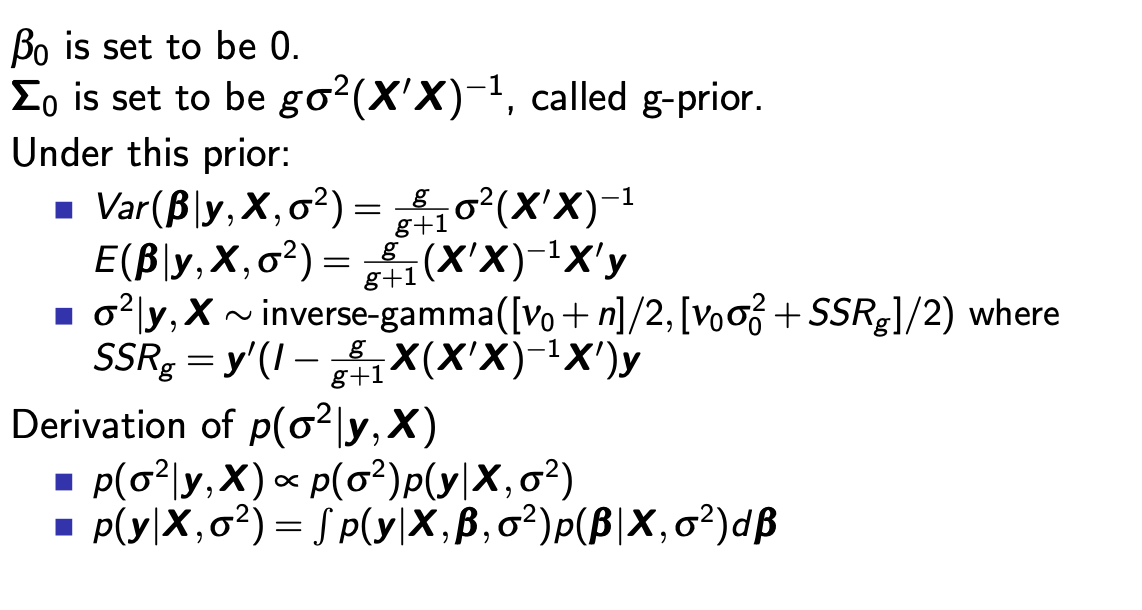 β₀ is set to be 0.
Σ₀ is set to be gσ²(X′X)⁻¹, called g-prior.
Under this prior:
■ Var(β|y, X, σ²) = g/(g+1) σ²(X′X)⁻¹
E(β|y, X, σ²) = g/(g+1) (X′X)⁻¹X′y
■ σ²|y, X ∼ inverse-gamma([ν₀ + n]/2, [ν₀σ₀² + SSR_g]/2) where
SSR_g = y′(I − g/(g+1) X(X′X)⁻¹X′)y
Derivation of p(σ²|y, X)
■ p(σ²|y, X) ∝ p(σ²)p(y|X, σ²)
■ p(y|X, σ²) = ∫ p(y|X, β, σ²)p(β|X, σ²)dβ